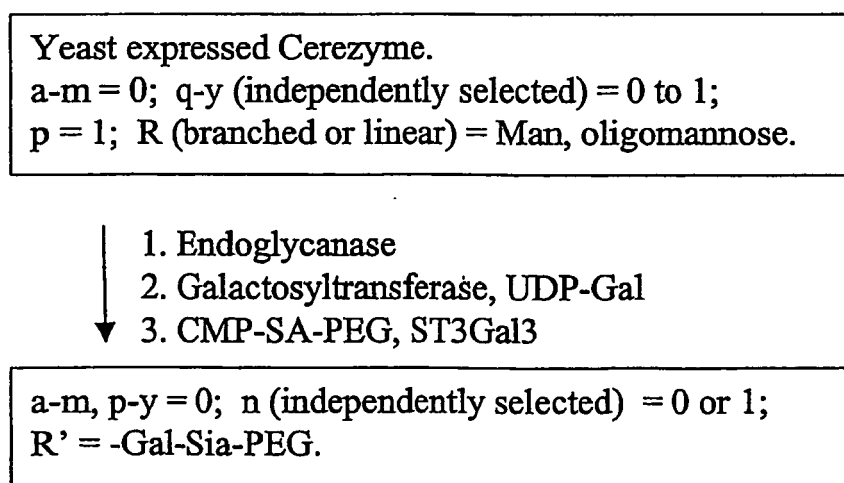 Yeast expressed Cerezyme.
a-m = 0; q-y (independently selected) = 0 to 1;
p = 1; R (branched or linear) = Man, oligomannose.
1. Endoglycanase
2. Galactosyltransferase, UDP-Gal
3. CMP-SA-PEG, ST3Gal3
a-m, p-y = 0; n (independently selected) = 0 or 1;
R’ = -Gal-Sia-PEG.